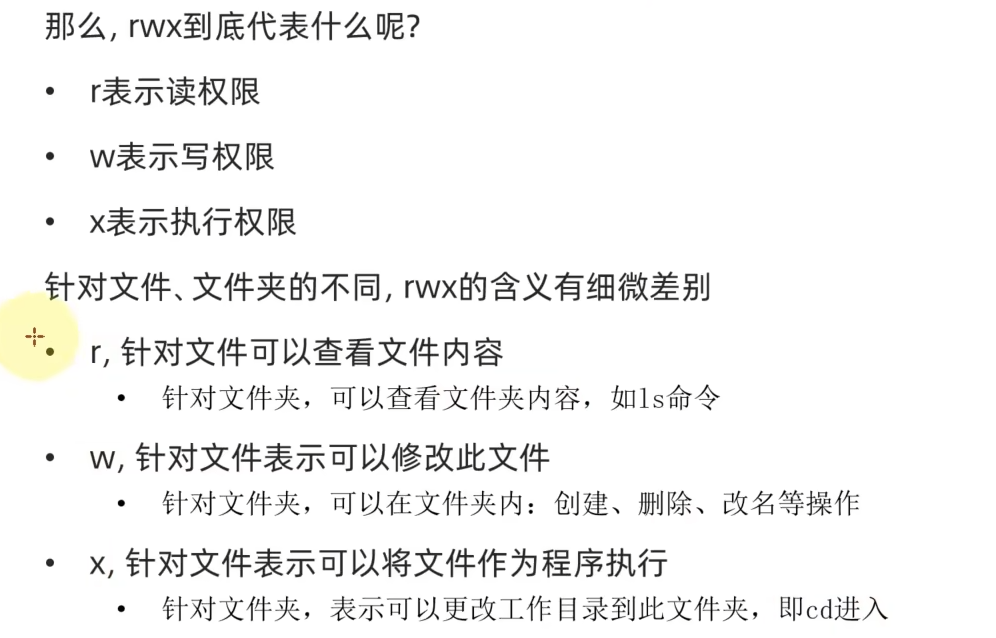 那么, rwx到底代表什么呢?
• r表示读权限
• w表示写权限
• x表示执行权限
针对文件、文件夹的不同, rwx的含义有细微差别
• r, 针对文件可以查看文件内容
• 针对文件夹，可以查看文件夹内容，如ls命令
• w, 针对文件表示可以修改此文件
• 针对文件夹，可以在文件夹内：创建、删除、改名等操作
• x, 针对文件表示可以将文件作为程序执行
• 针对文件夹，表示可以更改工作目录到此文件夹，即cd进入